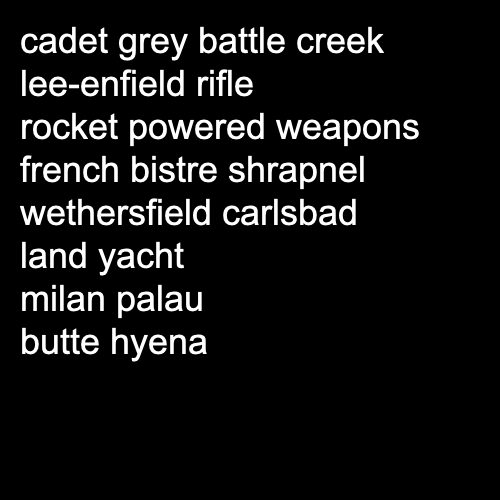 cadet grey battle creek
lee-enfield rifle
rocket powered weapons
french bistre shrapnel
wethersfield carlsbad
land yacht
milan palau
butte hyena